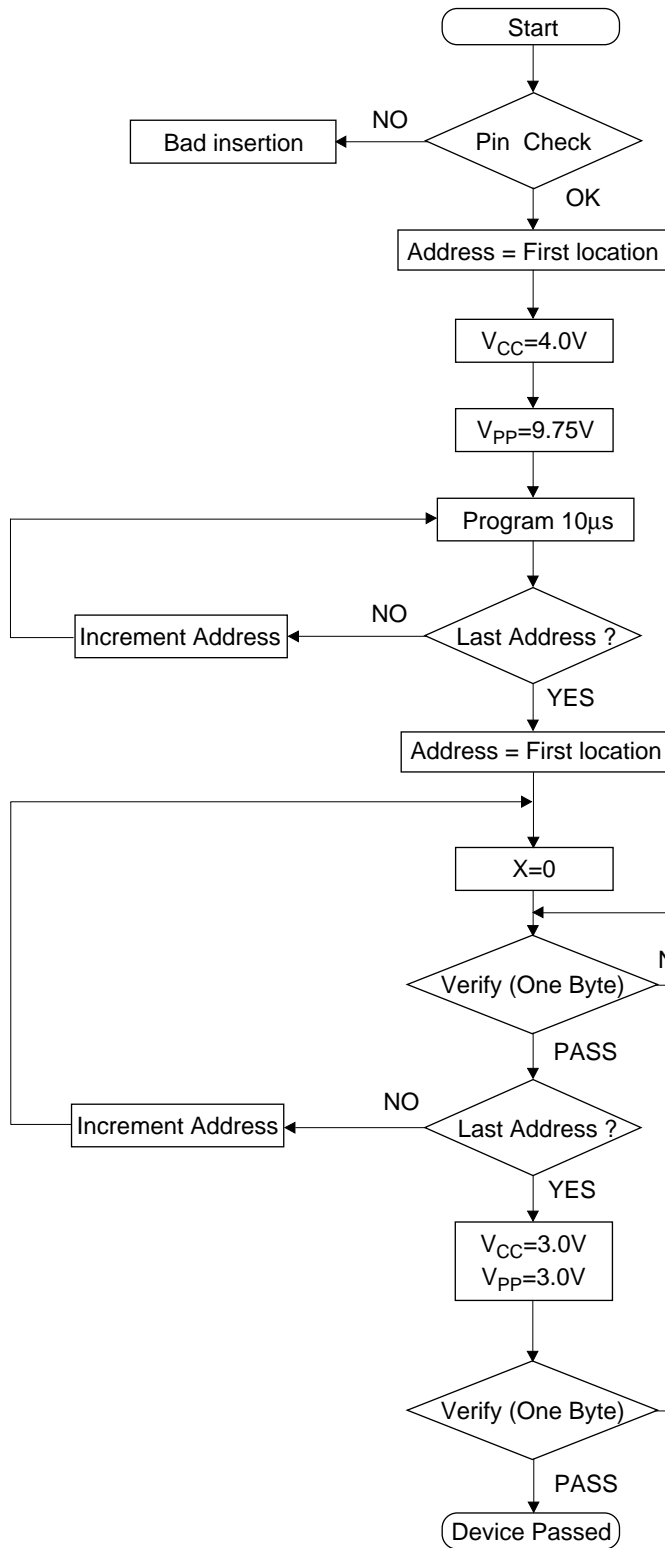 Start
NO
Bad insertion
Pin Check
OK
Address = First location
VCC=4.0V
VPP=9.75V
Program 10μs
NO
Increment Address
Last Address ?
YES
Address = First location
X=0
Verify (One Byte)
PASS
NO
Increment Address
Last Address ?
YES
VCC=3.0V
VPP=3.0V
Verify (One Byte)
PASS
Device Passed